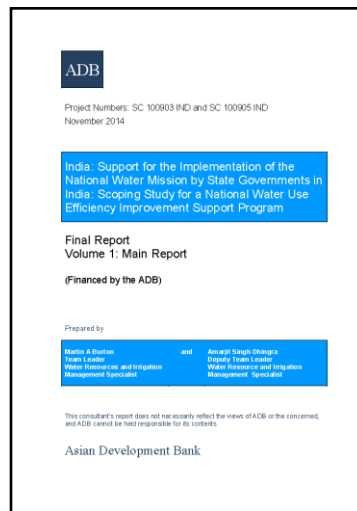 ADB
Project Numbers: SC 100903 IND and SC 100905 IND
November 2014
India: Support for the Implementation of the
National Water Mission by State Governments in
India: Scoping Study for a National Water Use
Efficiency Improvement Support Program
Final Report
Volume 1: Main Report
(Financed by the ADB)
Prepared by
Martin A Burton and Amarjit Singh Dhingra
Team Leader Deputy Team Leader
Water Resources and Irrigation Water Resource and Irrigation
Management Specialist Management Specialist
This consultant's report does not necessarily reflect the views of ADB or the concerned,
and ADB cannot be held responsible for its contents.
Asian Development Bank